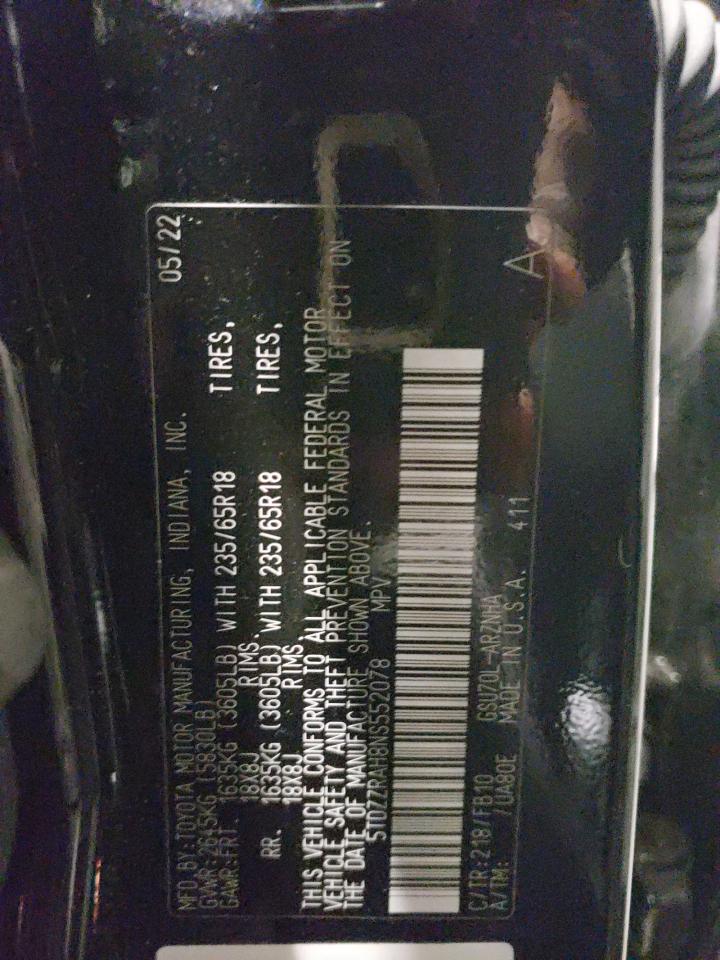 MFD BY:TOYOTA MOTOR MANUFACTURING, INDIANA, INC. 05/22
GVWR:2645KG (5830LB)
GAWR:FRT. 1635KG (3605LB) WITH 235/65R18 TIRES,
18X8J RIMS.
RR. 1635KG (3605LB) WITH 235/65R18 TIRES,
18X8J RIMS.
THIS VEHICLE CONFORMS TO ALL APPLICABLE FEDERAL MOTOR
VEHICLE SAFETY AND THEFT PREVENTION STANDARDS IN EFFECT ON
THE DATE OF MANUFACTURE SHOWN ABOVE.
5TDZZRAH8NS552078 MPV
C/TR:218/FB10 GSU70L-ARZNHA A
A/TM: /UA80E MADE IN U.S.A. 411